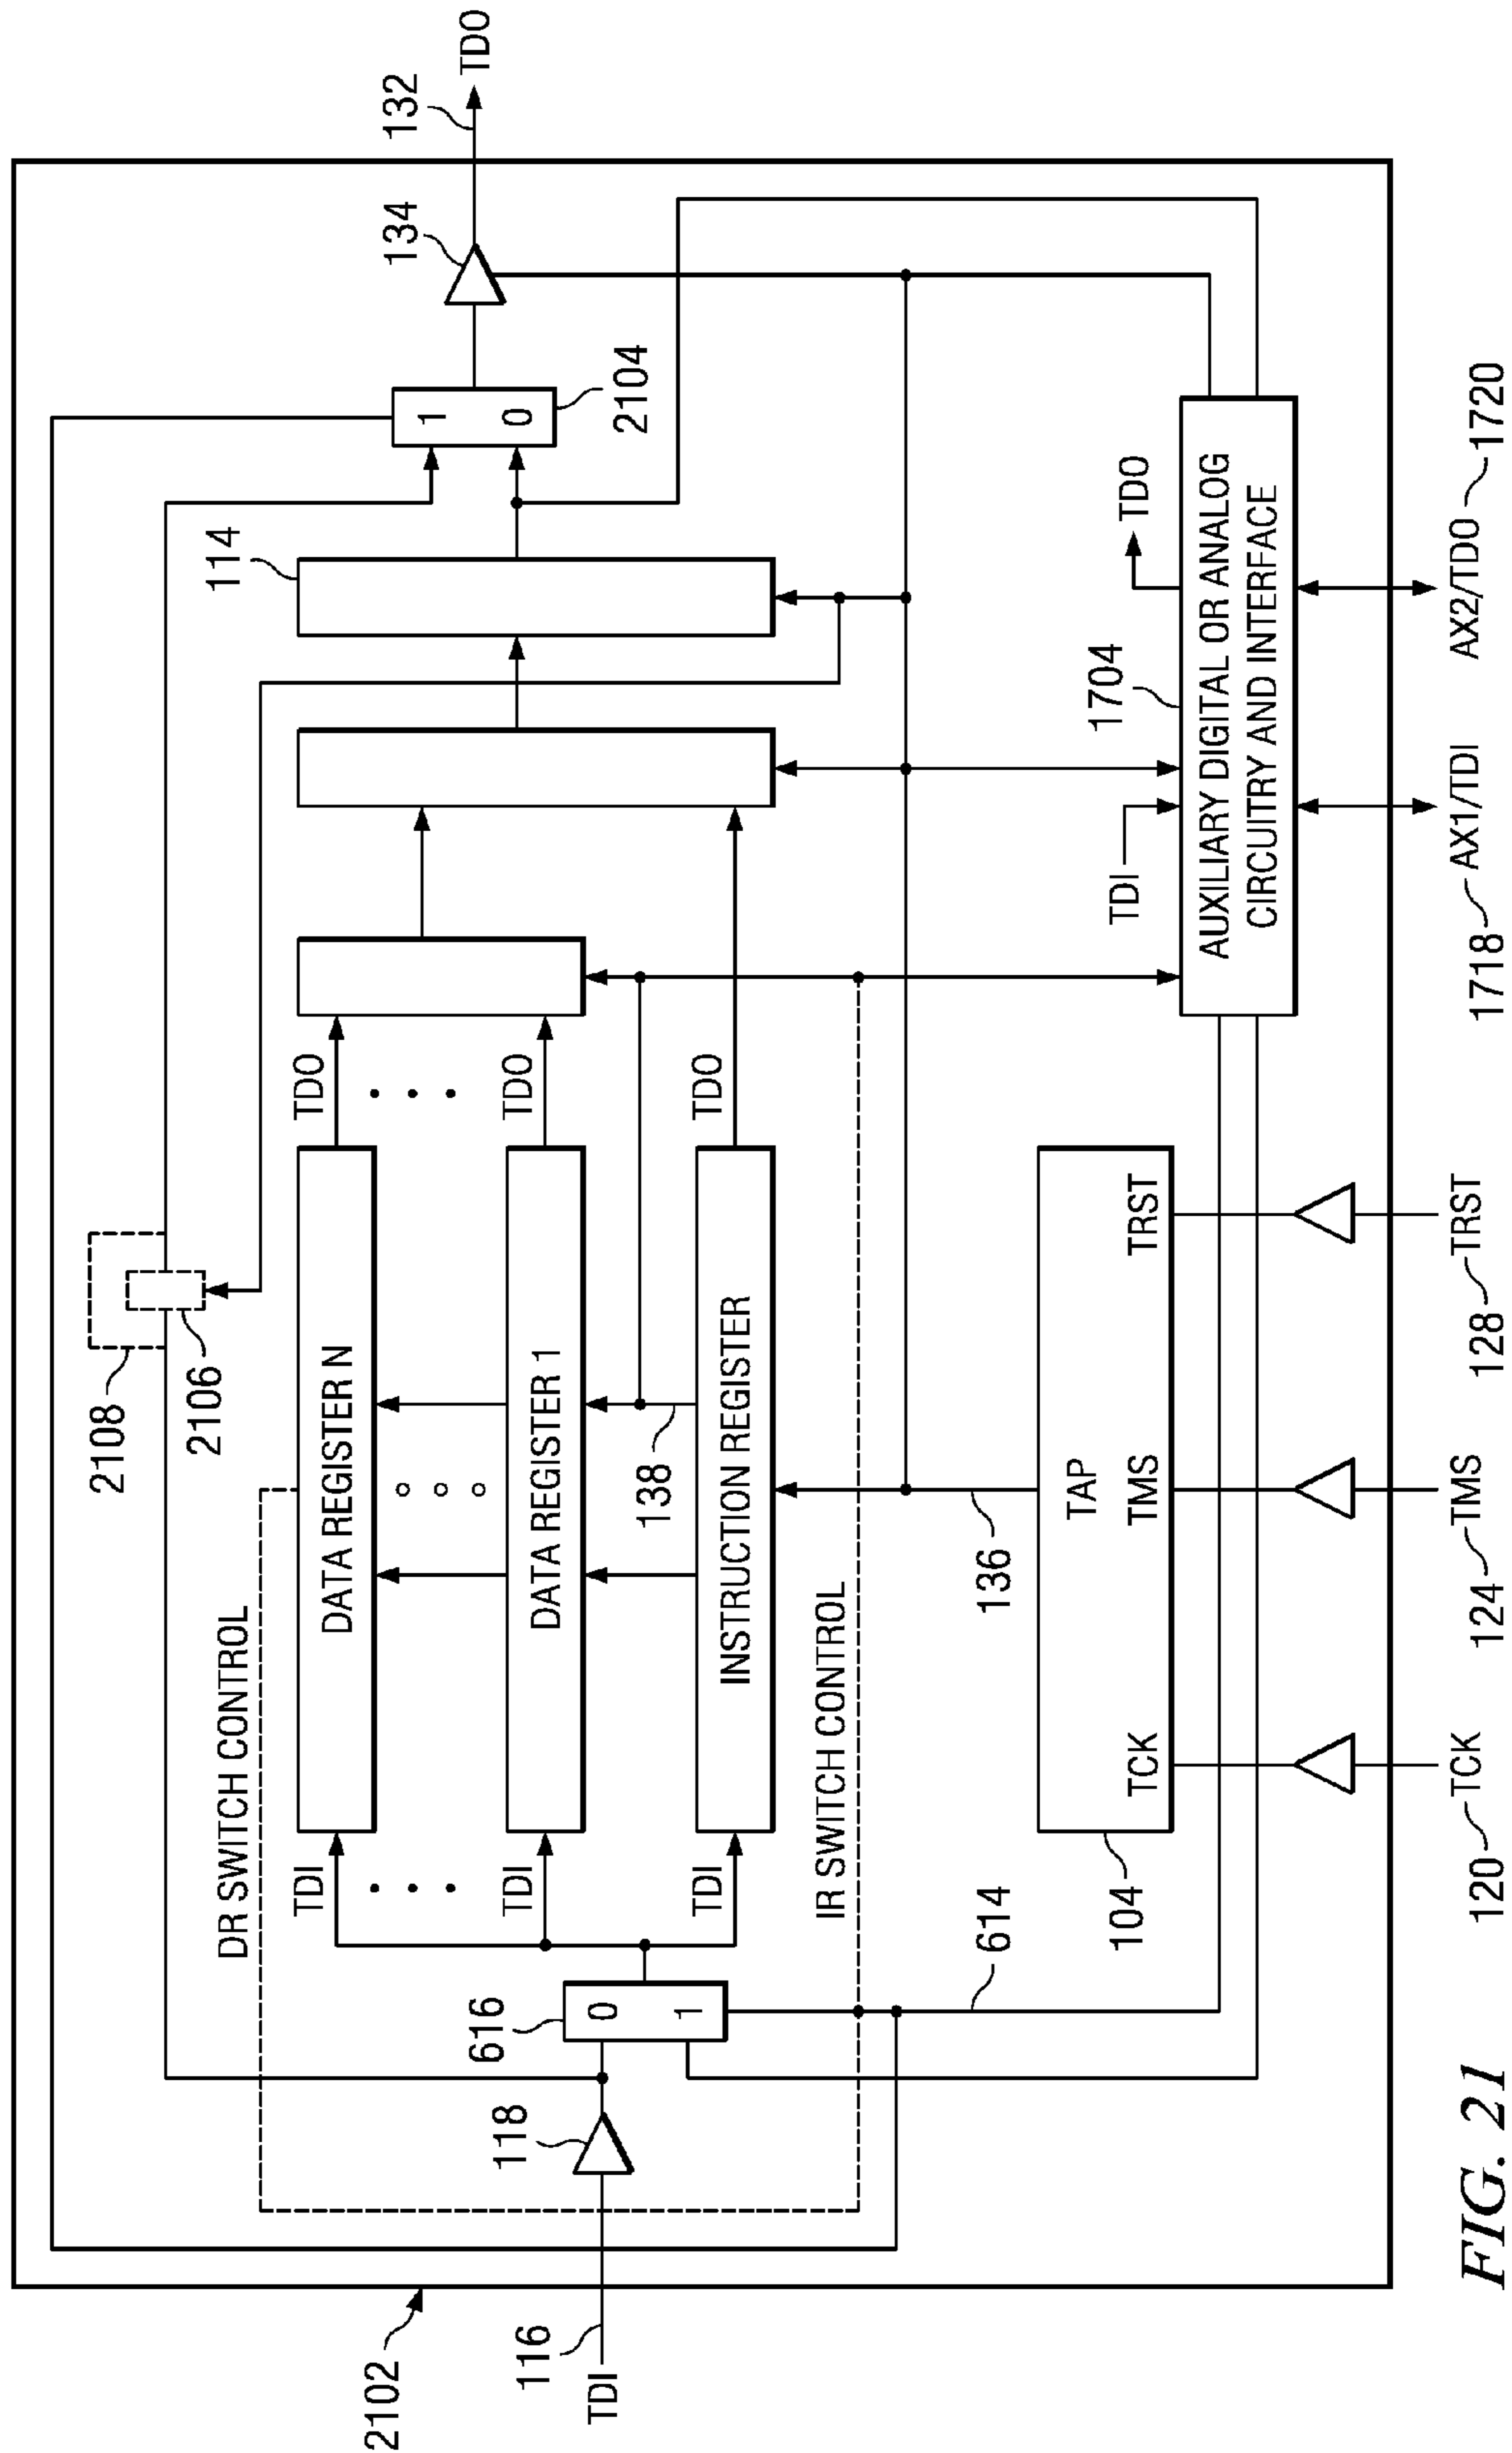 2102
116
TDI
118
616
0
1
DR SWITCH CONTROL
2108
2106
TDI
TDI
TDI
DATA REGISTER N
DATA REGISTER 1
INSTRUCTION REGISTER
138
TDO
TDO
TDO
114
1
0
2104
134
132
TDO
IR SWITCH CONTROL
614
136
104
TAP
TCK
TMS
TRST
TDI
1704
TDO
AUXILIARY DIGITAL OR ANALOG
CIRCUITRY AND INTERFACE
120
TCK
124
TMS
128
TRST
1718
AX1/TDI
AX2/TDO
1720
FIG. 21